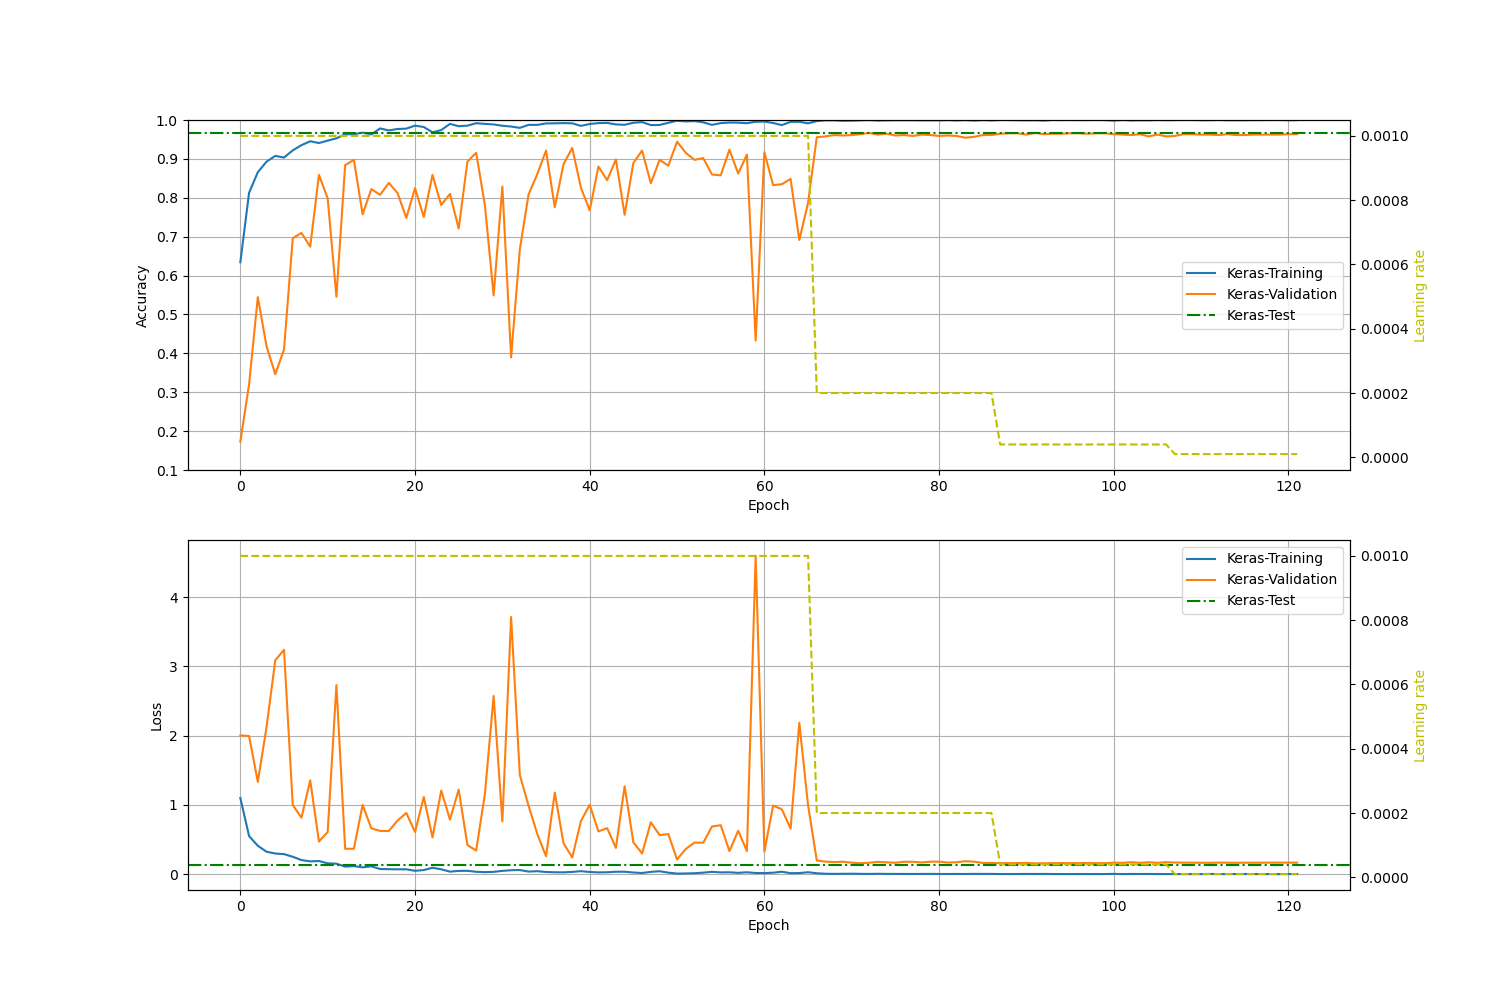 1.0
0.9
0.8
0.7
0.6
0.5
0.4
0.3
0.2
0.1
Accuracy
0.0010
0.0008
0.0006
0.0004
0.0002
0.0000
Learning rate
Keras-Training
Keras-Validation
Keras-Test
0 20 40 60 80 100 120
Epoch
4
3
2
1
0
Loss
0.0010
0.0008
0.0006
0.0004
0.0002
0.0000
Learning rate
Keras-Training
Keras-Validation
Keras-Test
0 20 40 60 80 100 120
Epoch